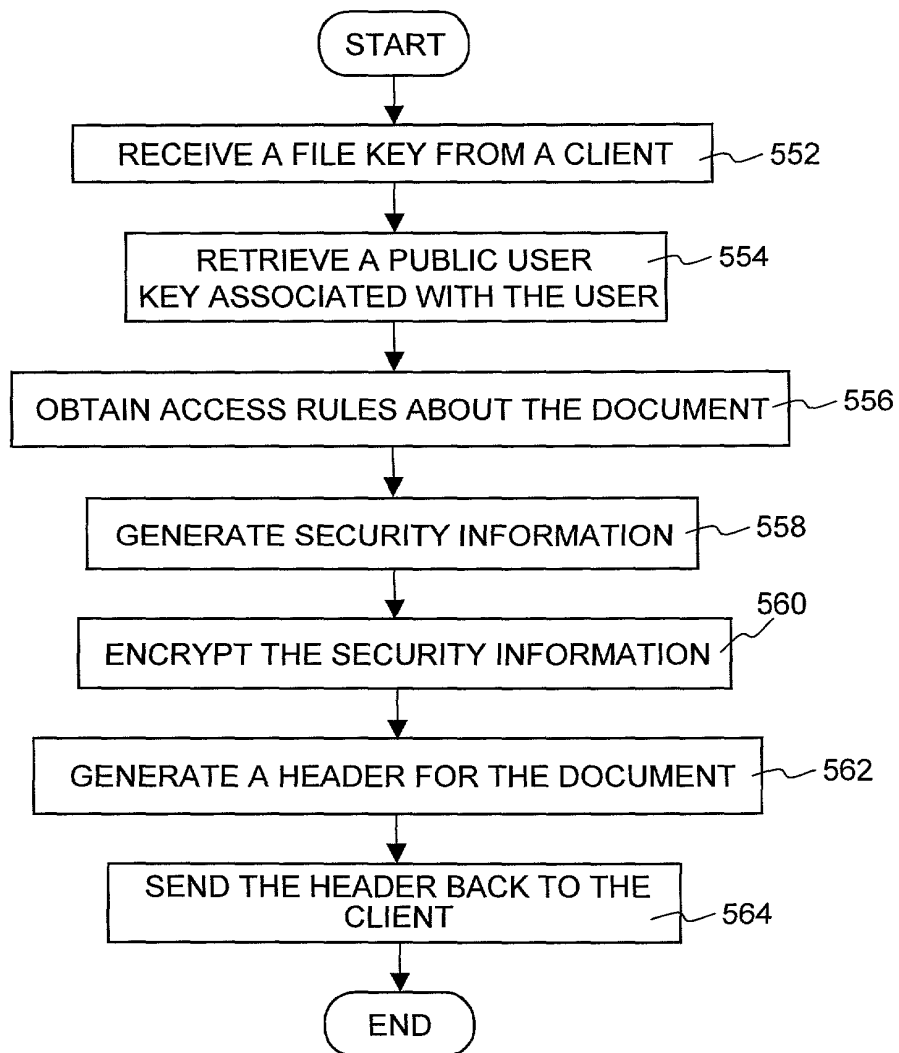 START
RECEIVE A FILE KEY FROM A CLIENT
552
RETRIEVE A PUBLIC USER
KEY ASSOCIATED WITH THE USER
554
OBTAIN ACCESS RULES ABOUT THE DOCUMENT
556
GENERATE SECURITY INFORMATION
558
ENCRYPT THE SECURITY INFORMATION
560
GENERATE A HEADER FOR THE DOCUMENT
562
SEND THE HEADER BACK TO THE
CLIENT
564
END